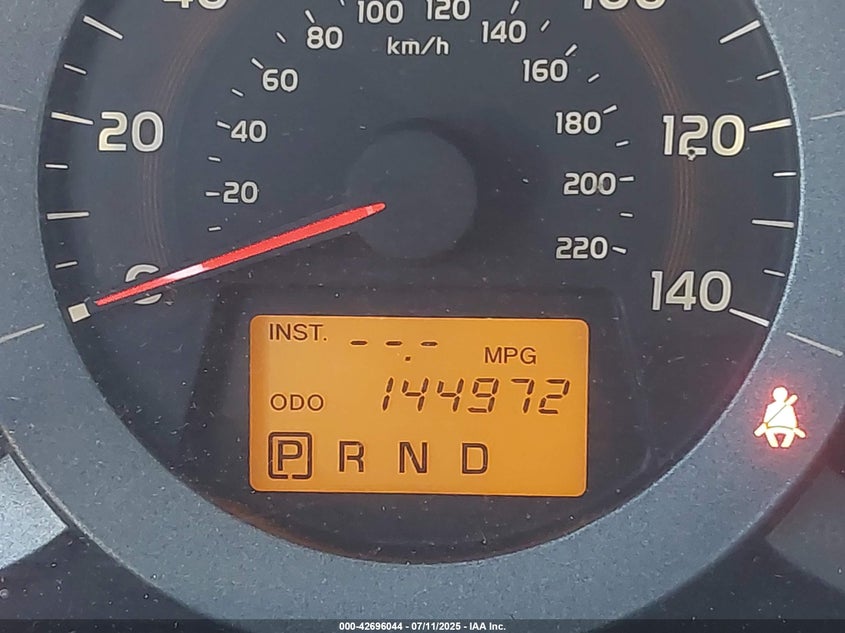 100 120
80 140
km/h
60 160
20 40 180 120
20 200
220
0 140
INST. --.- MPG
ODO 144972
P R N D
000-42696044 - 07/11/2025 - IAA Inc.